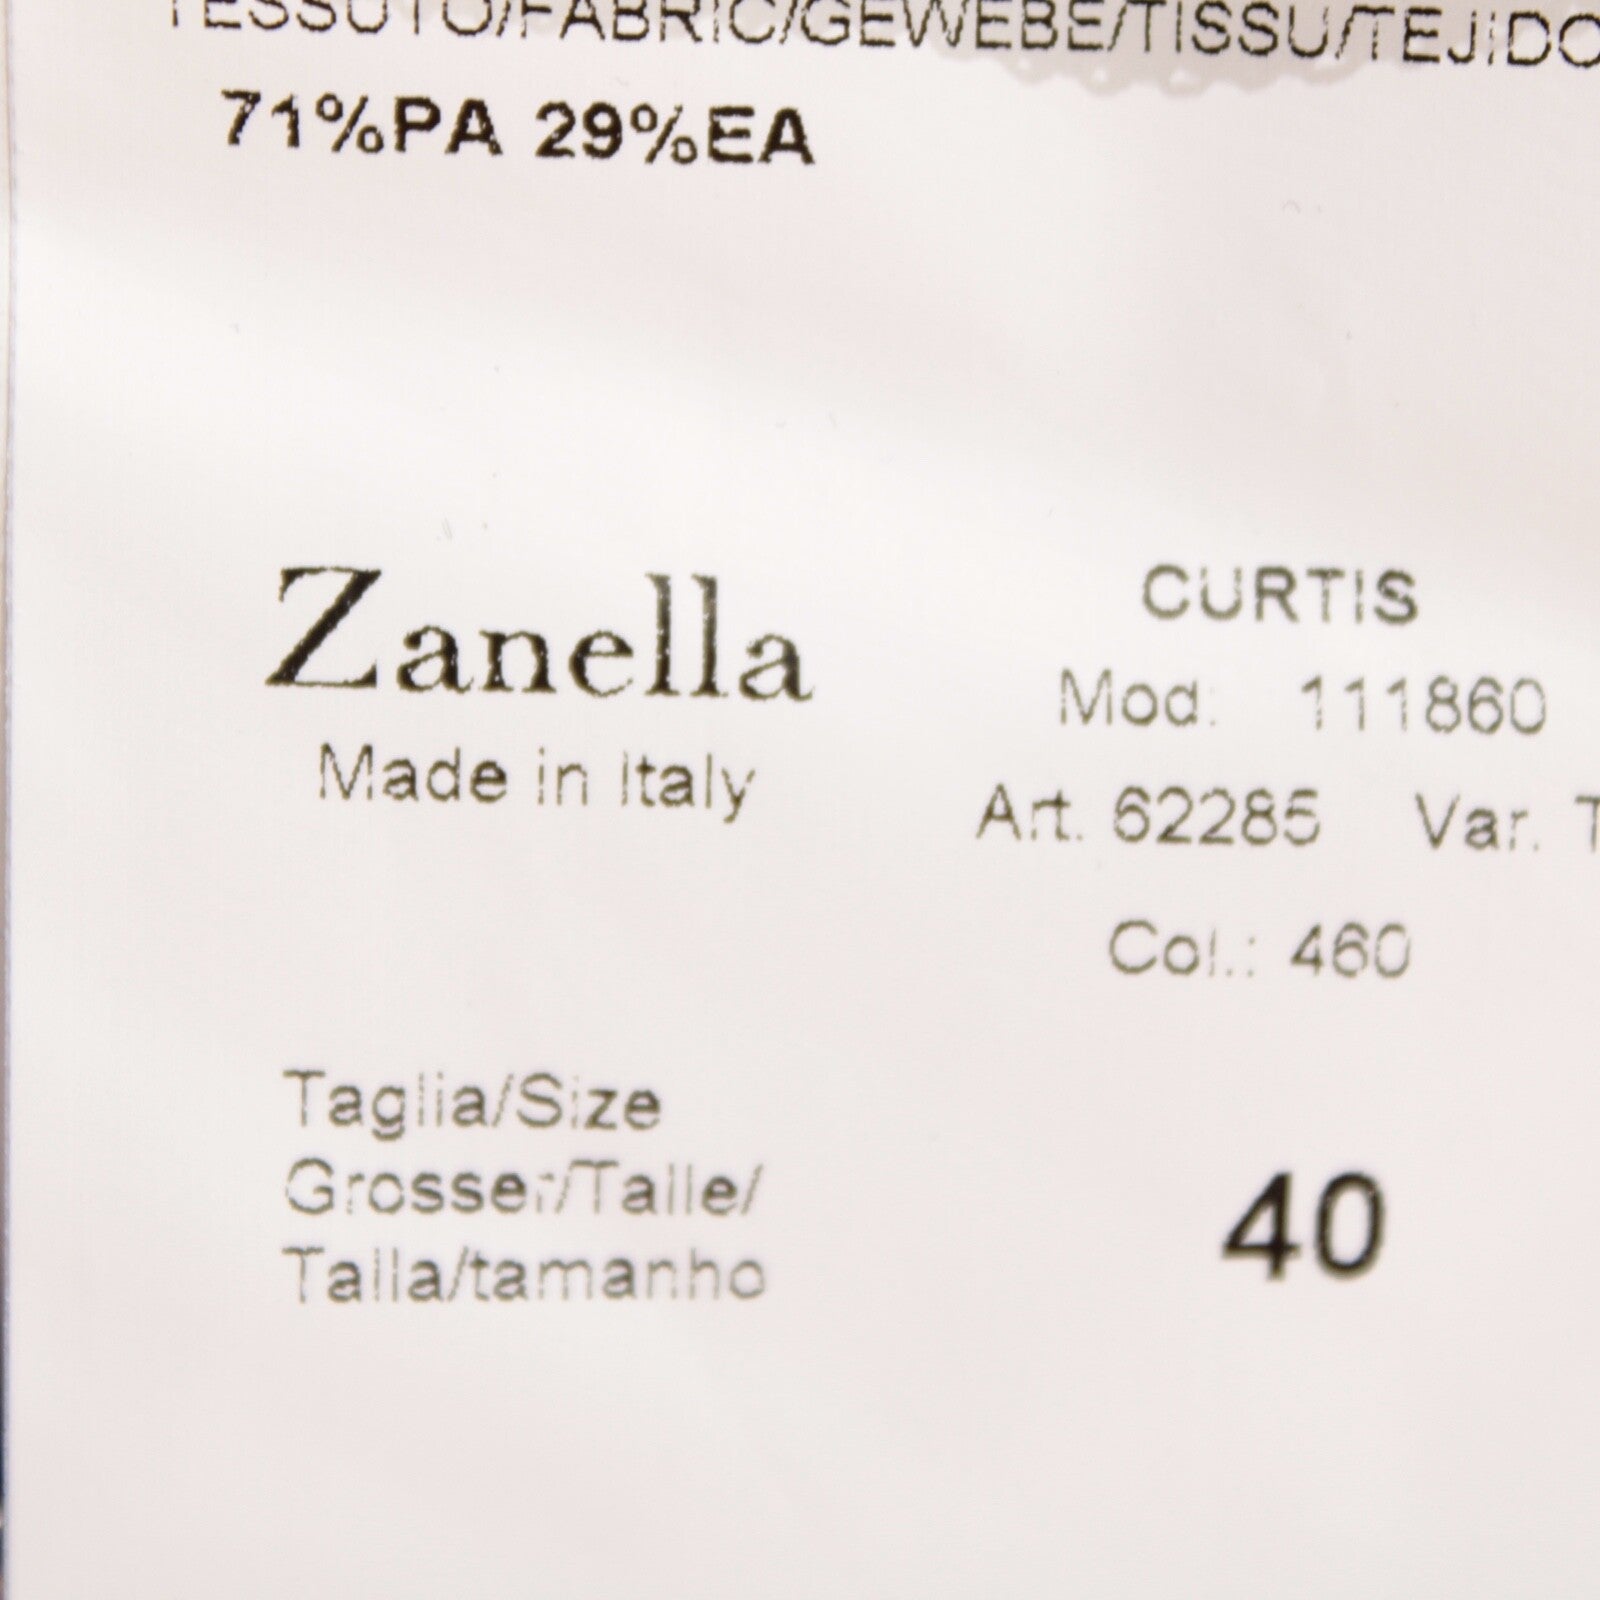 TESSUTO/FABRIC/GEWEBE/TISSU/TEJIDO
71%PA 29%EA
Zanella
Made in Italy
CURTIS
Mod: 111860
Art. 62285 Var. T
Col.: 460
Taglia/Size
Grosser/Taille/
Talla/tamanho
40